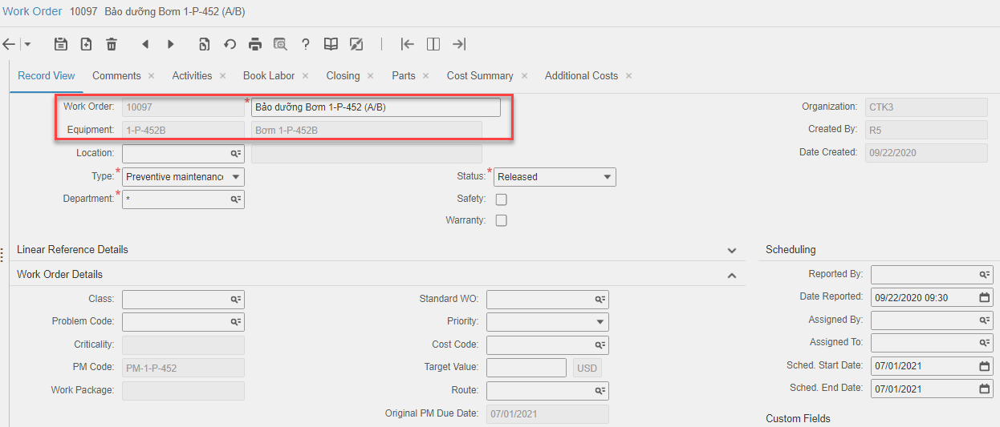 Work Order 10097 Bảo dưỡng Bơm 1-P-452 (A/B)
Record View Comments Activities Book Labor Closing Parts Cost Summary Additional Costs
Work Order: 10097 * Bảo dưỡng Bơm 1-P-452 (A/B) Organization: CTK3
Equipment: 1-P-452B Bơm 1-P-452B Created By: R5
Location: Date Created: 09/22/2020
Type: * Preventive maintenance Status: * Released
Department: * * Safety:
Warranty:
Linear Reference Details Scheduling
Work Order Details Reported By:
Class: Standard WO: Date Reported: 09/22/2020 09:30
Problem Code: Priority: Assigned By:
Criticality: Cost Code: Assigned To:
PM Code: PM-1-P-452 Target Value: USD Sched. Start Date: 07/01/2021
Work Package: Route: Sched. End Date: 07/01/2021
Original PM Due Date: 07/01/2021 Custom Fields